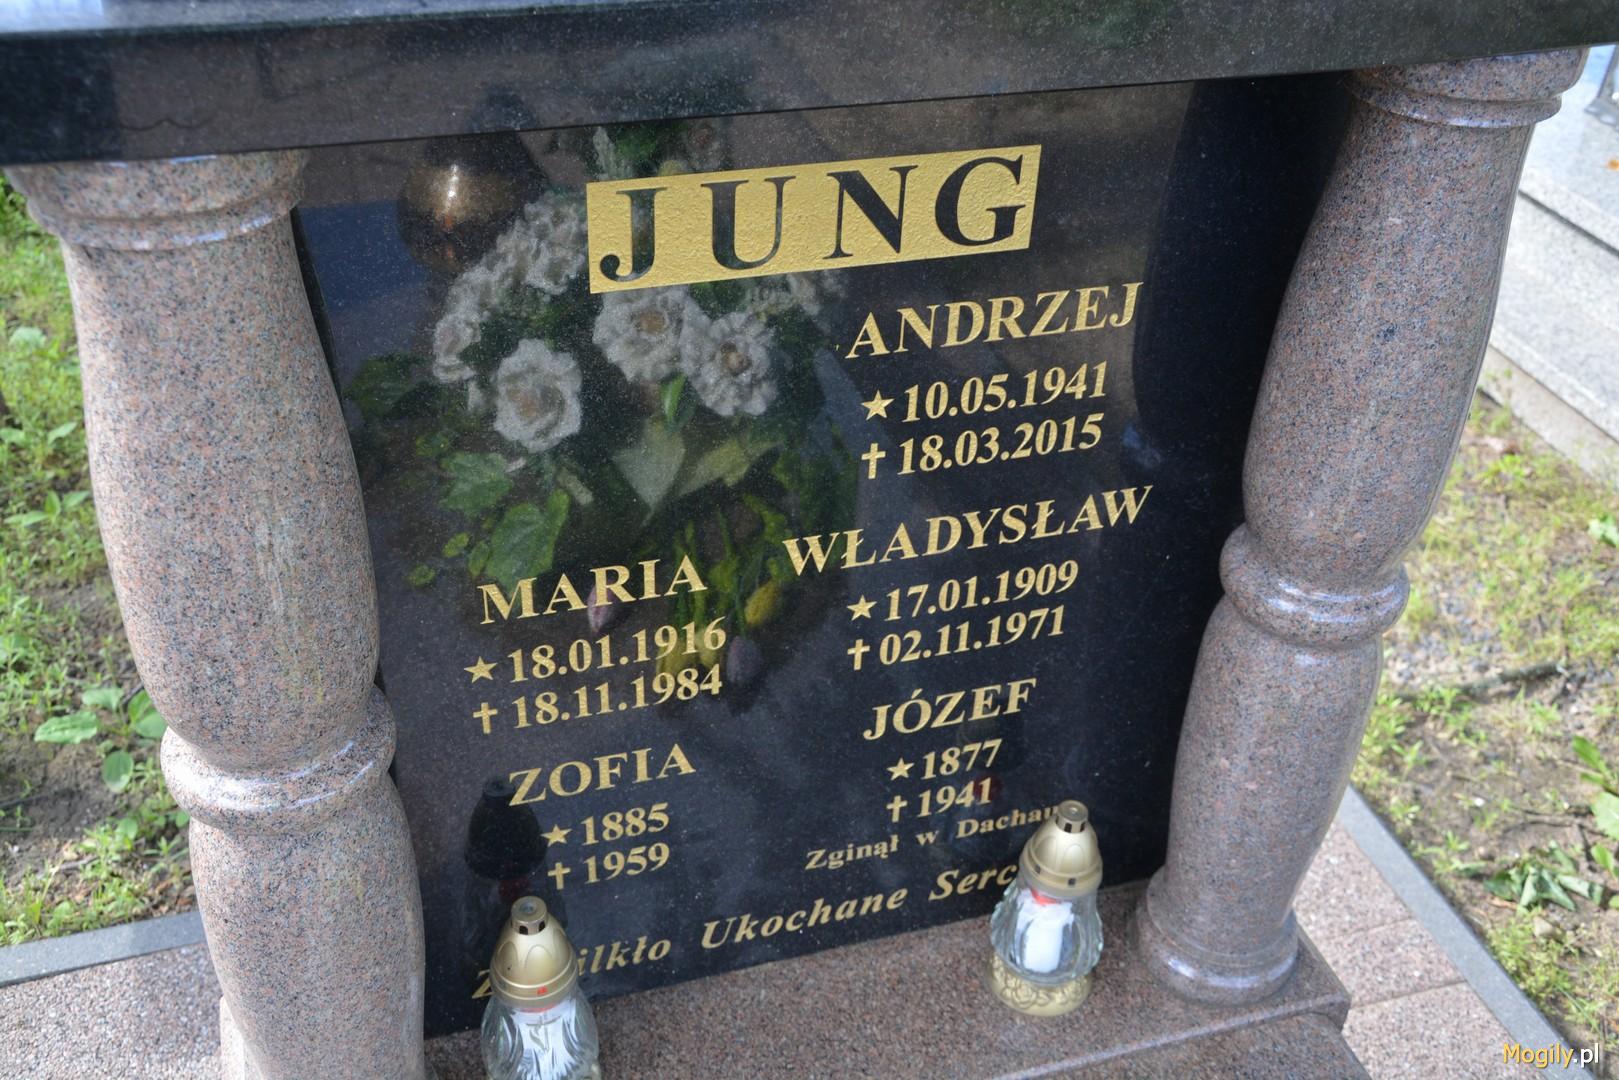 JUNG
ANDRZEJ
★ 10.05.1941
✝ 18.03.2015
MARIA
★ 18.01.1916
✝ 18.11.1984
WŁADYSŁAW
★ 17.01.1909
✝ 02.11.1971
ZOFIA
★ 1885
✝ 1959
JÓZEF
★ 1877
✝ 1941
Zginął w Dachau
Ukochane
Mogily.pl